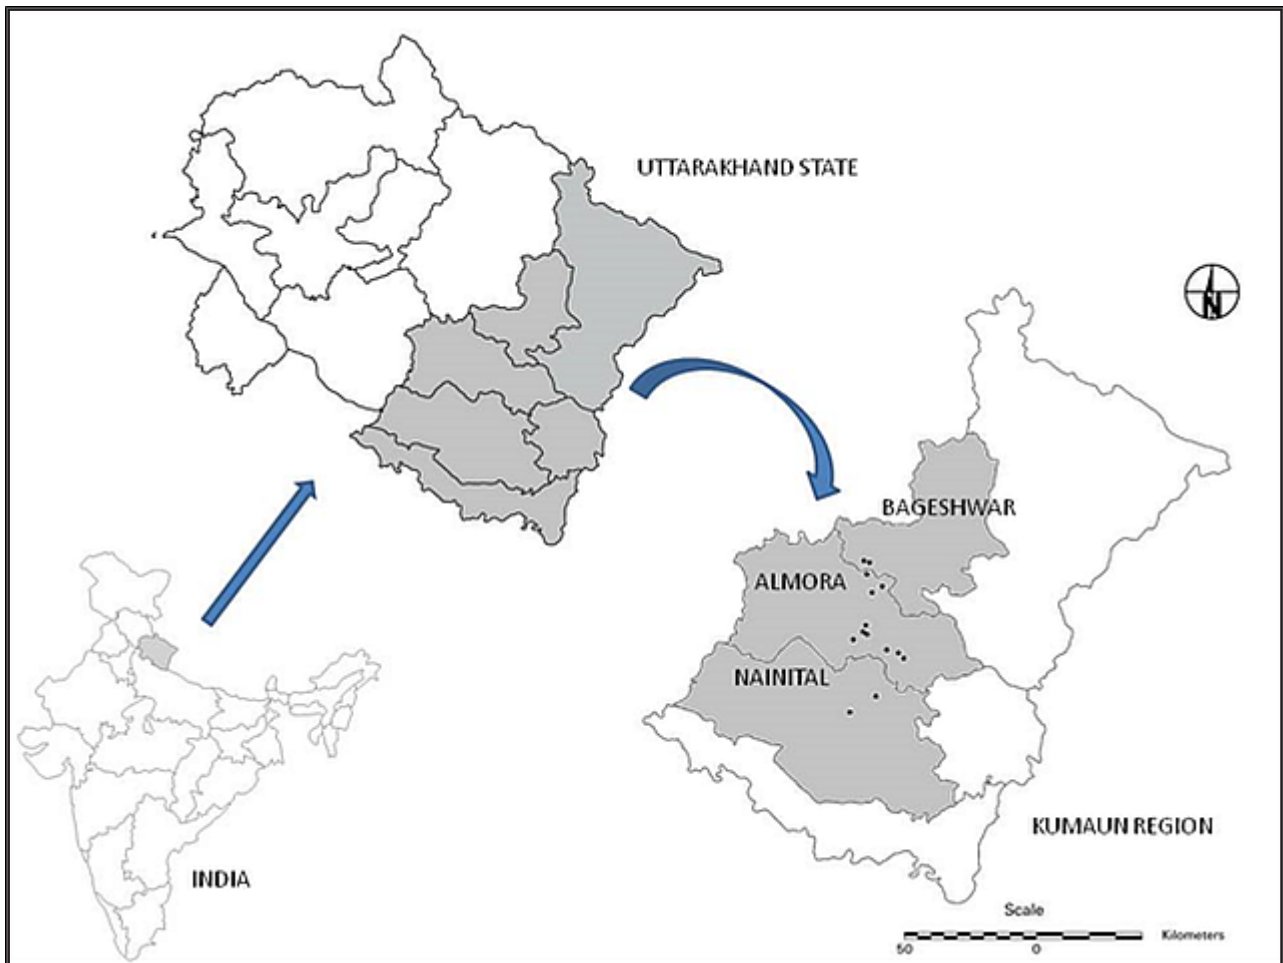 UTTARAKHAND STATE
N
BAGESHWAR
ALMORA
NAINITAL
KUMAUN REGION
INDIA
Scale
Kilometers
50 0